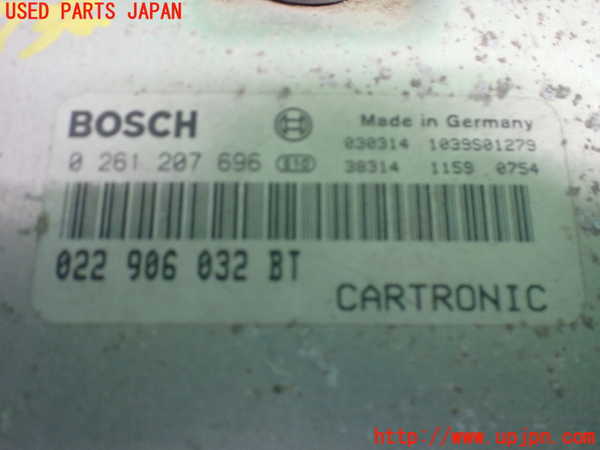 USED PARTS JAPAN
BOSCH Made in Germany
030314 1039S01279
0 261 207 696 K10 38314 1159 0754
022 906 032 BT
CARTRONIC
http://www.upjpn.com/